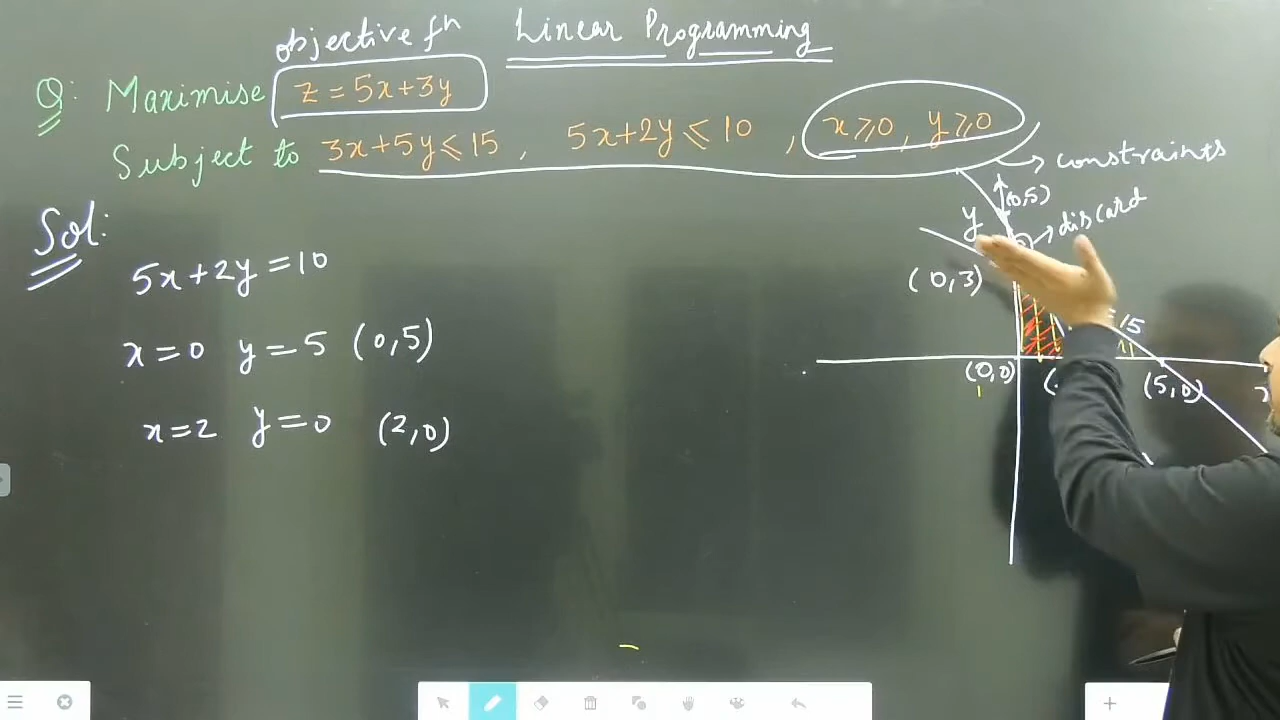 objective fn Linear Programming
Q: Maximise z = 5x+3y
Subject to 3x+5y≤15, 5x+2y≤10, x≥0, y≥0
→ constraints
Sol:
(0,5)
y → discard
5x+2y=10
(0,3)
x=0 y=5 (0,5)
15
(0,0)
(5,0)
x=2 y=0 (2,0)